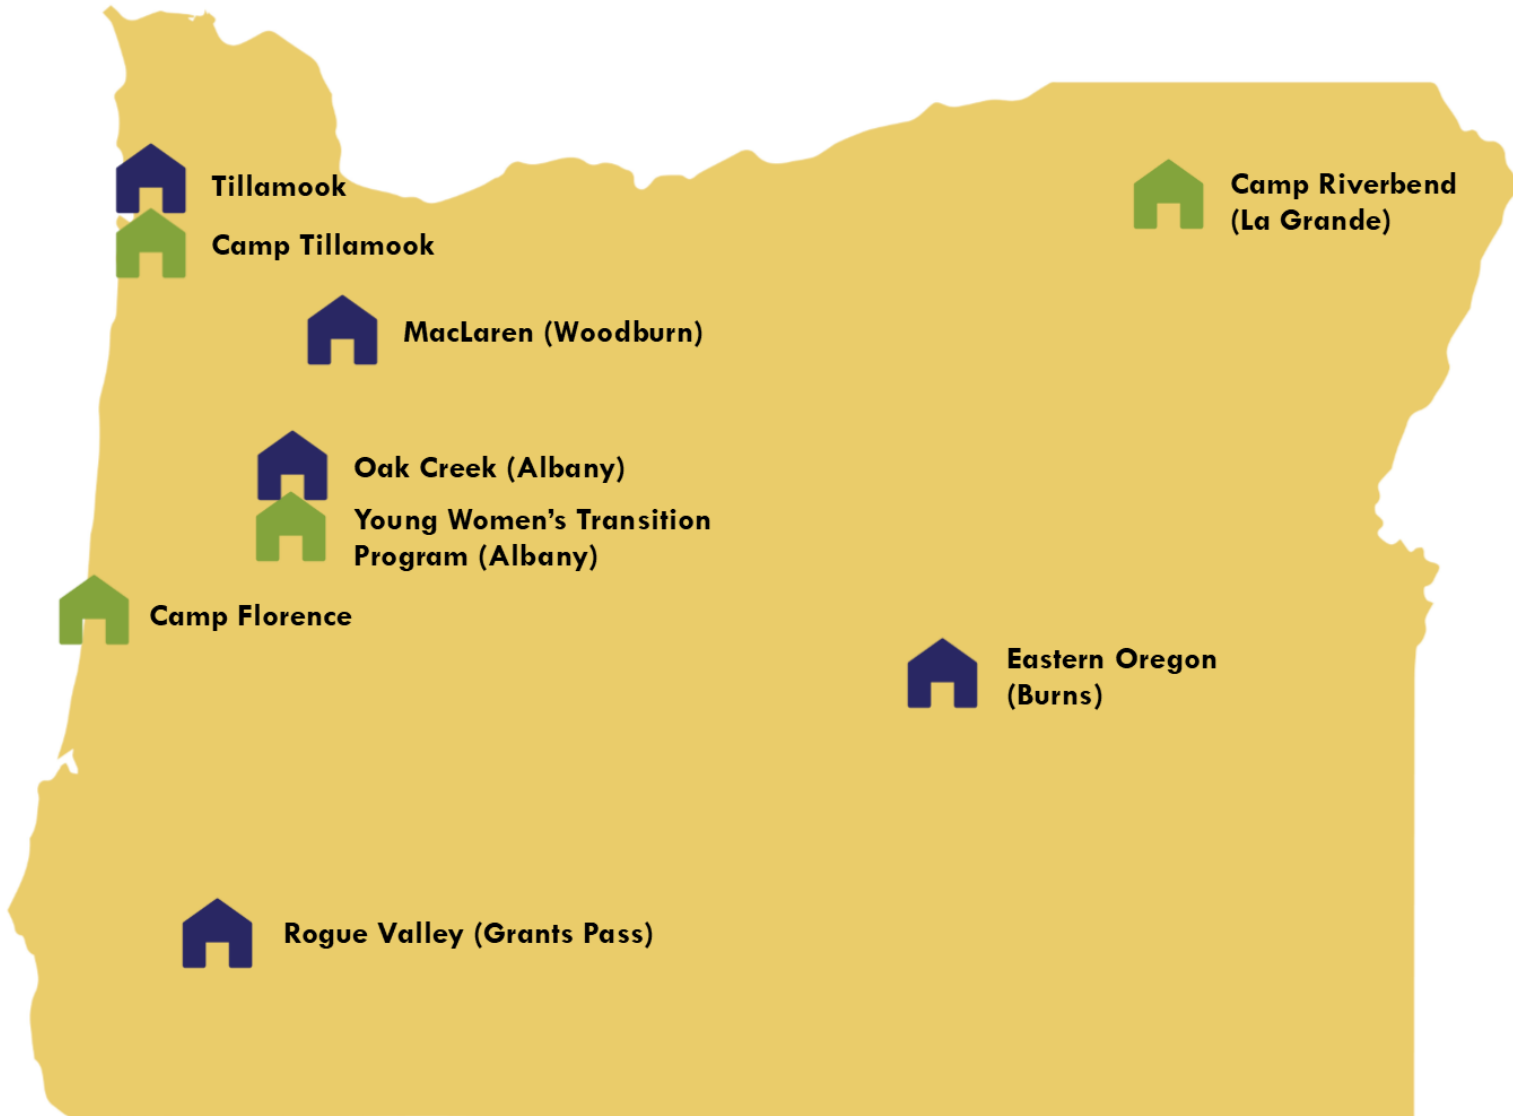 Tillamook
Camp Tillamook
Camp Riverbend
(La Grande)
MacLaren (Woodburn)
Oak Creek (Albany)
Young Women’s Transition
Program (Albany)
Camp Florence
Eastern Oregon
(Burns)
Rogue Valley (Grants Pass)